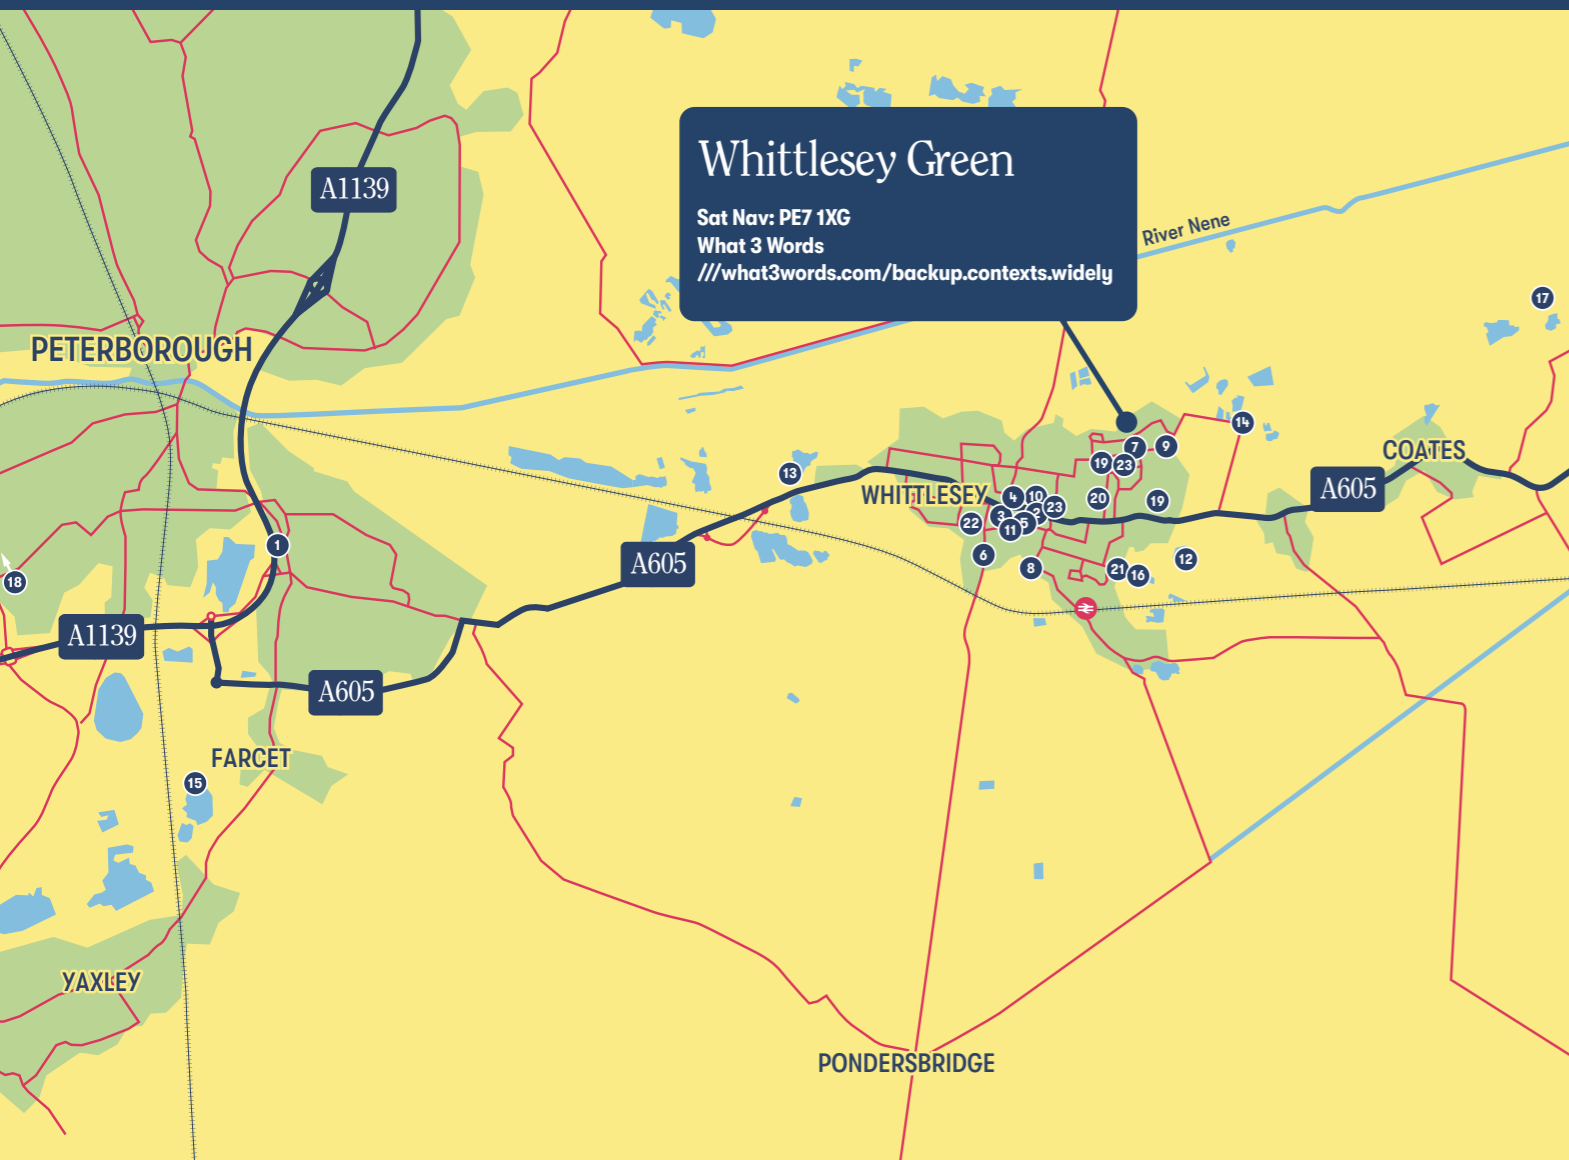 A1139
Whittlesey Green
Sat Nav: PE7 1XG
What 3 Words
///what3words.com/backup.contexts.widely
River Nene
17
PETERBOROUGH
14
COATES
7
9
19
23
13
A605
WHITTLESEY
4
10
20
19
23
3
2
22
11
5
1
6
A605
12
8
21
16
18
A1139
A605
FARCET
15
YAXLEY
PONDERSBRIDGE